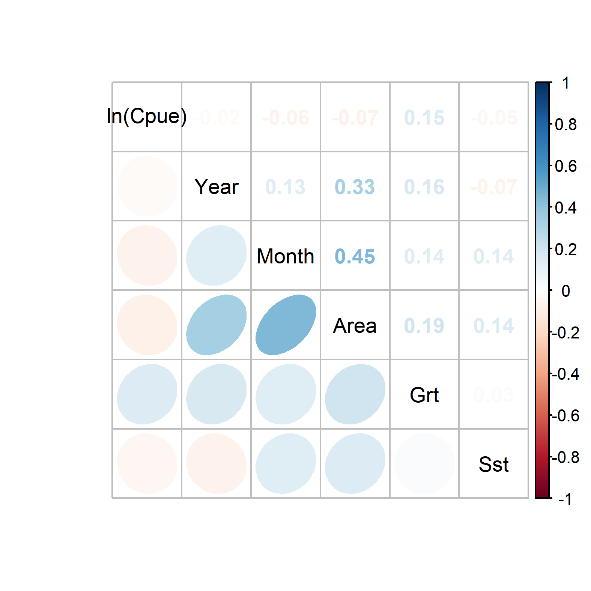 ln(Cpue) -0.02 -0.06 -0.07 0.15 -0.05
Year 0.13 0.33 0.16 -0.07
Month 0.45 0.14 0.14
Area 0.19 0.14
Grt 0.03
Sst
1
0.8
0.6
0.4
0.2
0
-0.2
-0.4
-0.6
-0.8
-1